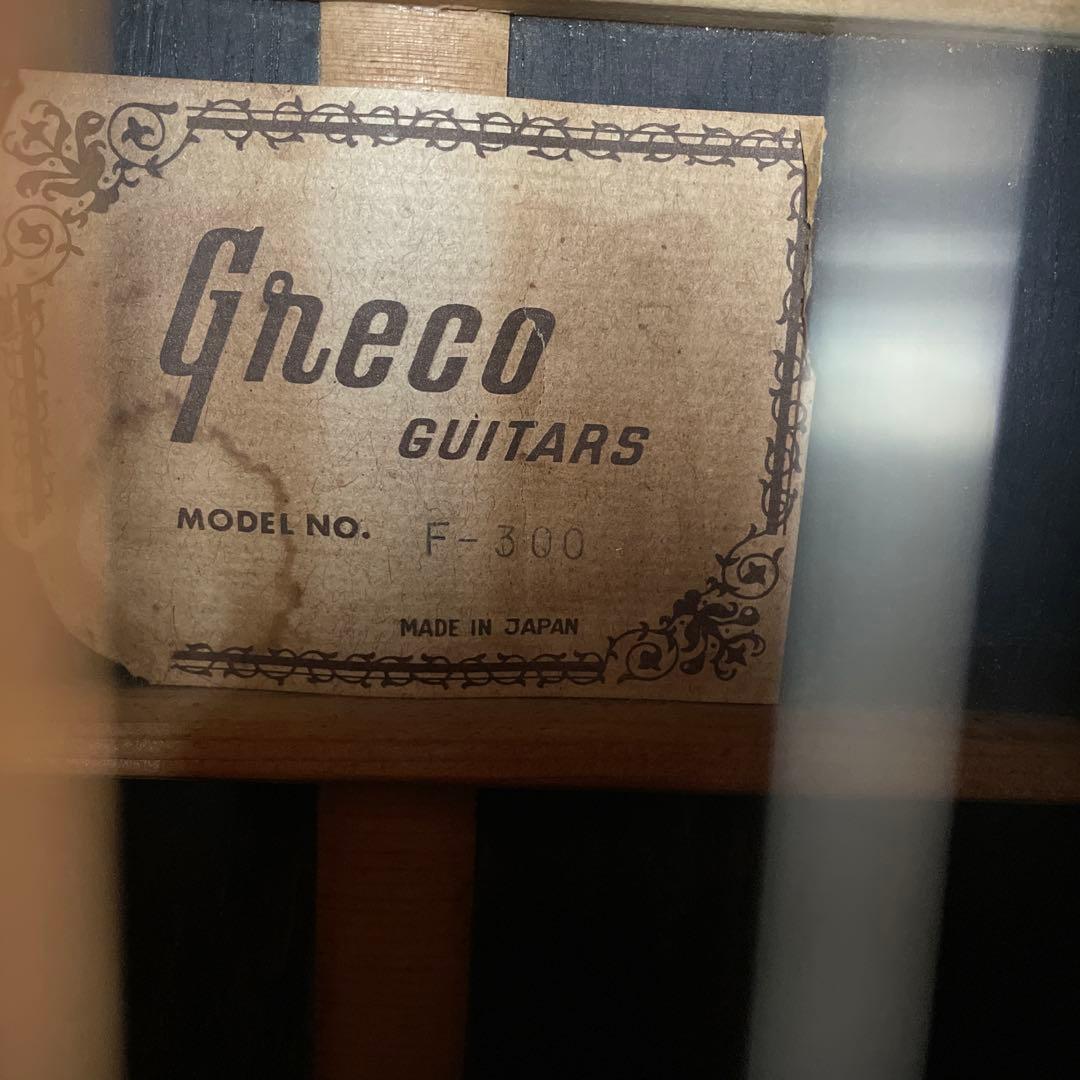 Greco
GUITARS
MODEL NO. F-300
MADE IN JAPAN